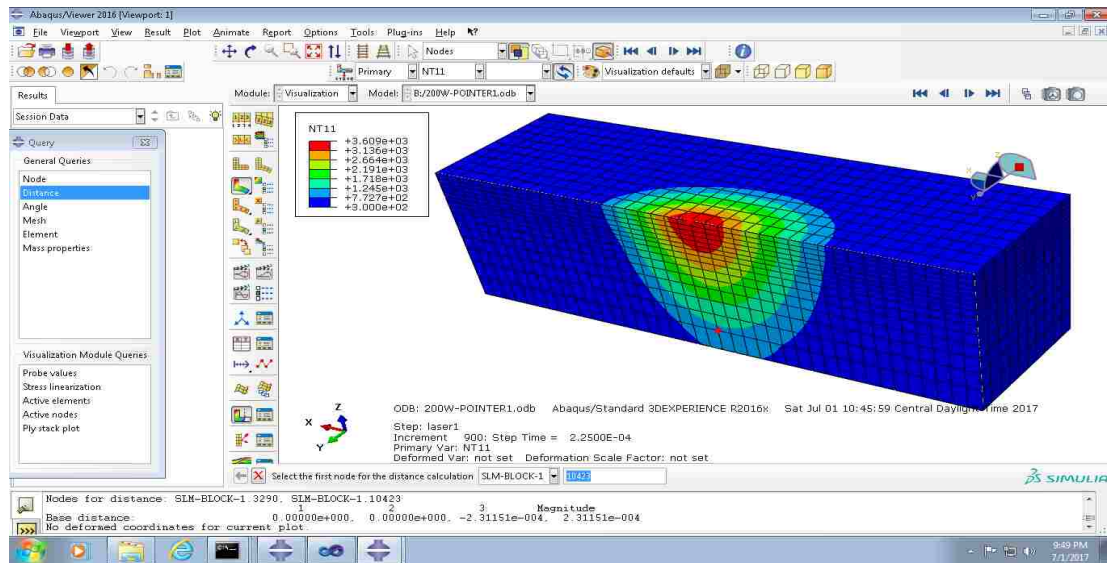 Abaqus/Viewer 2016 [Viewport: 1]
File Viewport View Result Plot Animate Report Options Tools Plug-ins Help
Nodes
Primary NT11 Visualization defaults
Results Module: Visualization Model: B:/200W-POINTER1.odb
Session Data
Query
General Queries
Node
Distance
Angle
Mesh
Element
Mass properties
Visualization Module Queries
Probe values
Stress linearization
Active elements
Active nodes
Ply stack plot
NT11
+3.609e+03
+3.136e+03
+2.664e+03
+2.191e+03
+1.718e+03
+1.245e+03
+7.727e+02
+3.000e+02
Z
X
Y
Z
X
Y
ODB: 200W-POINTER1.odb Abaqus/Standard 3DEXPERIENCE R2016x Sat Jul 01 10:45:59 Central Daylight Time 2017
Step: laser1
Increment 900: Step Time = 2.2500E-04
Primary Var: NT11
Deformed Var: not set Deformation Scale Factor: not set
Select the first node for the distance calculation SLM-BLOCK-1 10423
SIMULIA
Nodes for distance: SLM-BLOCK-1.3290, SLM-BLOCK-1.10423
1 2 3 Magnitude
Base distance: 0.00000e+000, 0.00000e+000, -2.31151e-004, 2.31151e-004
No deformed coordinates for current plot.
9:49 PM
7/1/2017